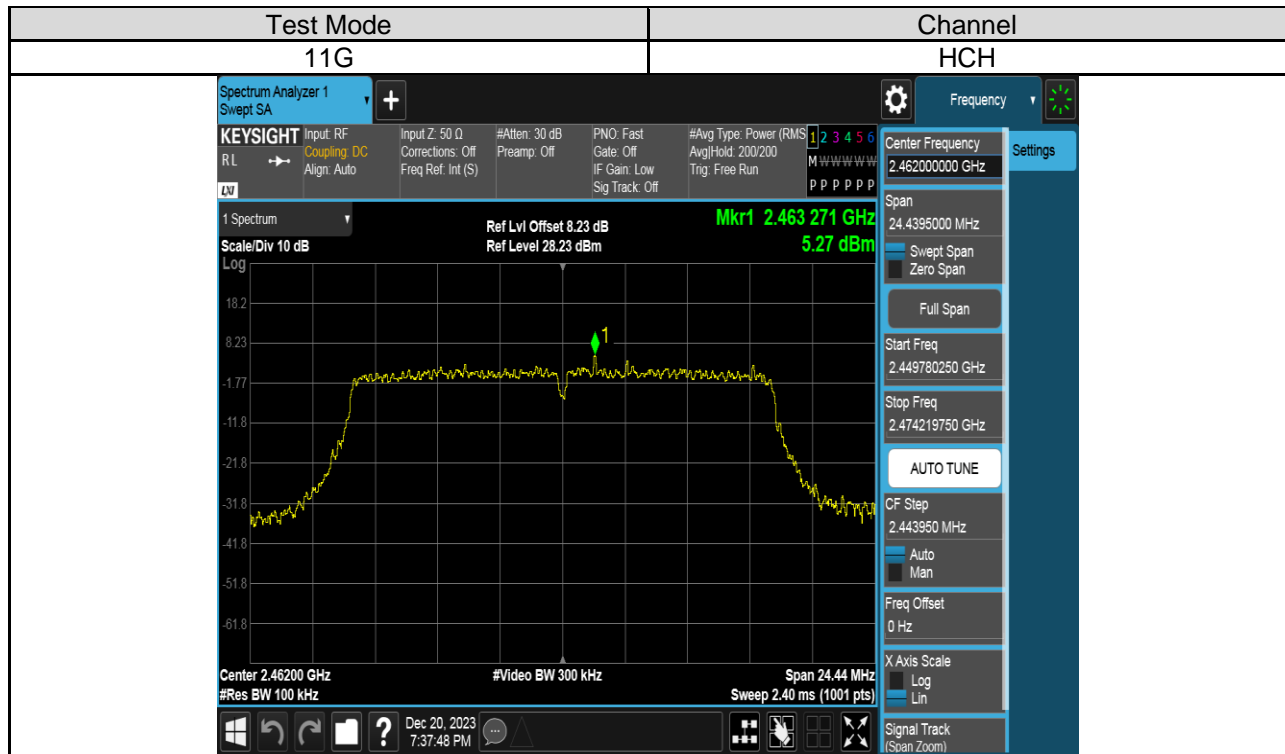 Test Mode Channel
11G HCH
Spectrum Analyzer 1
Swept SA
+
Frequency
KEYSIGHT
RL
LXI
Input: RF
Coupling: DC
Align: Auto
Input Z: 50 Ω
Corrections: Off
Freq Ref: Int (S)
#Atten: 30 dB
Preamp: Off
PNO: Fast
Gate: Off
IF Gain: Low
Sig Track: Off
#Avg Type: Power (RMS
Avg|Hold: 200/200
Trig: Free Run
1 2 3 4 5 6
M W W W W W
P P P P P P
1 Spectrum
Scale/Div 10 dB
Ref Lvl Offset 8.23 dB
Ref Level 28.23 dBm
Mkr1 2.463 271 GHz
5.27 dBm
Log
18.2
8.23
-1.77
-11.8
-21.8
-31.8
-41.8
-51.8
-61.8
1
Center 2.46200 GHz
#Res BW 100 kHz
#Video BW 300 kHz
Span 24.44 MHz
Sweep 2.40 ms (1001 pts)
?
Dec 20, 2023
7:37:48 PM
Center Frequency
2.462000000 GHz
Settings
Span
24.4395000 MHz
Swept Span
Zero Span
Full Span
Start Freq
2.449780250 GHz
Stop Freq
2.474219750 GHz
AUTO TUNE
CF Step
2.443950 MHz
Auto
Man
Freq Offset
0 Hz
X Axis Scale
Log
Lin
Signal Track
(Span Zoom)